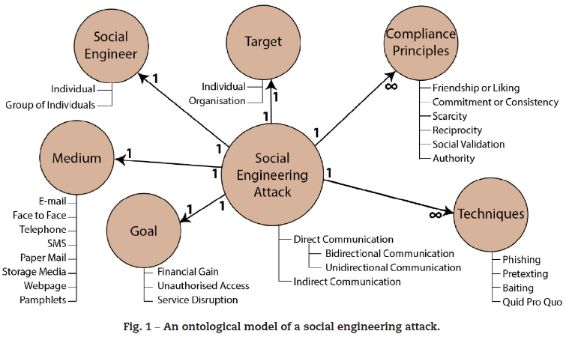 Social
Engineer
Individual
Group of Individuals
Target
Individual
Organisation
Compliance
Principles
Friendship or Liking
Commitment or Consistency
Scarcity
Reciprocity
Social Validation
Authority
Medium
E-mail
Face to Face
Telephone
SMS
Paper Mail
Storage Media
Webpage
Pamphlets
Goal
Financial Gain
Unauthorised Access
Service Disruption
Social
Engineering
Attack
Direct Communication
Bidirectional Communication
Unidirectional Communication
Indirect Communication
Techniques
Phishing
Pretexting
Baiting
Quid Pro Quo
1
1
1
1
1
∞
1
1
1
1
1
∞
Fig. 1 – An ontological model of a social engineering attack.